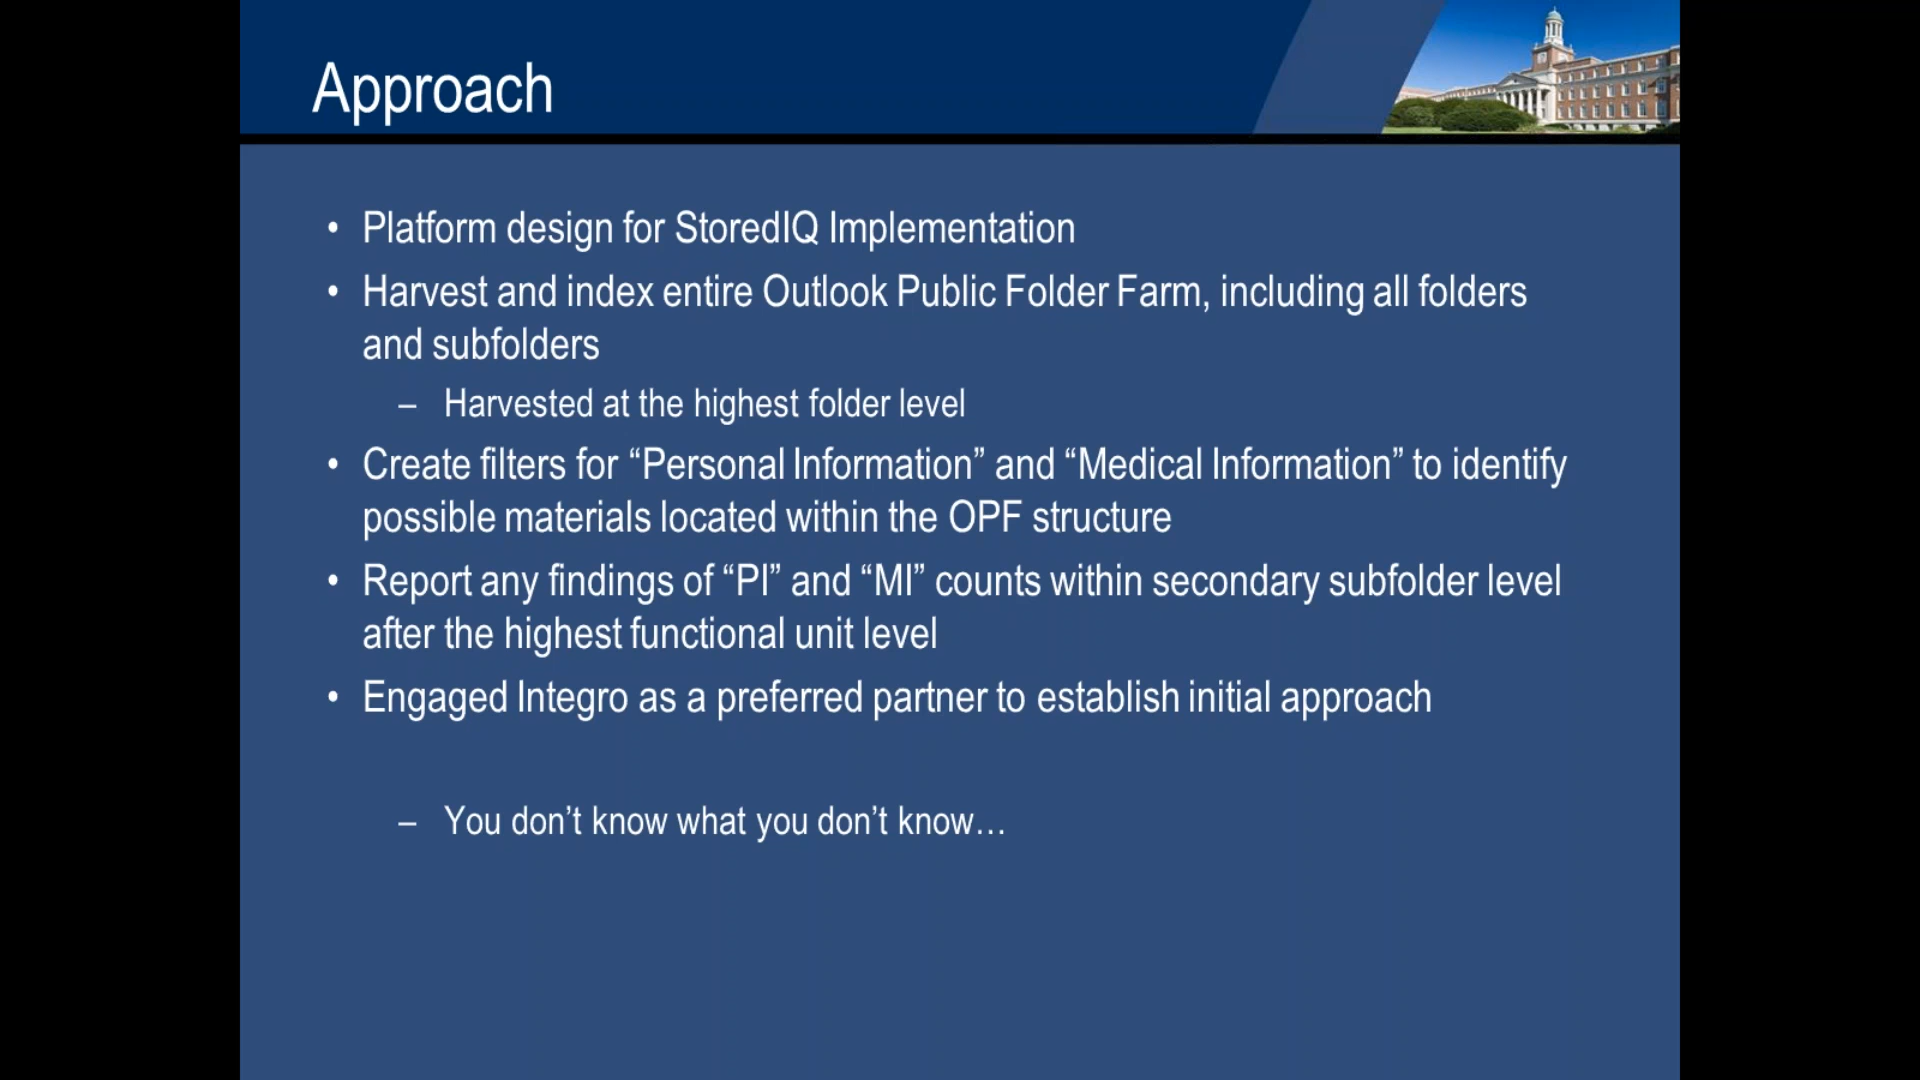 Approach
• Platform design for StoredIQ Implementation
• Harvest and index entire Outlook Public Folder Farm, including all folders
and subfolders
– Harvested at the highest folder level
• Create filters for “Personal Information” and “Medical Information” to identify
possible materials located within the OPF structure
• Report any findings of “PI” and “MI” counts within secondary subfolder level
after the highest functional unit level
• Engaged Integro as a preferred partner to establish initial approach
– You don’t know what you don’t know…